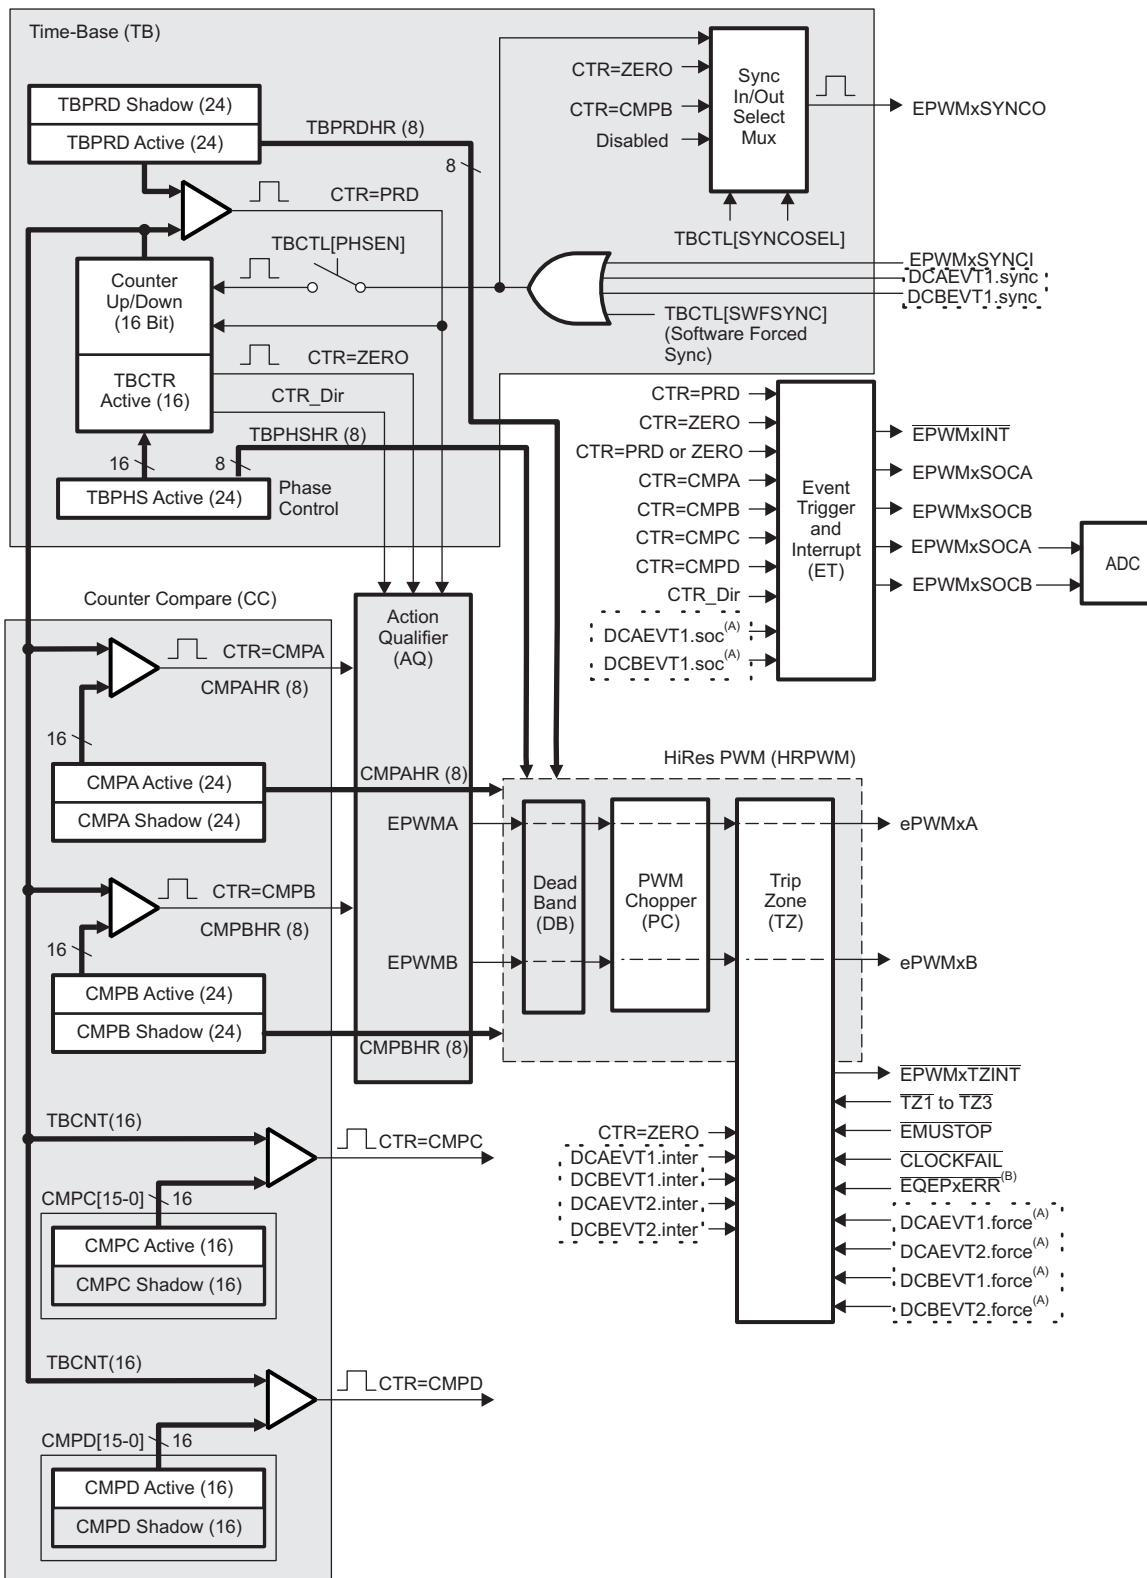 Time-Base (TB)
TBPRD Shadow (24)
TBPRD Active (24)
TBPRDHR (8)
8
CTR=PRD
TBCTL[PHSEN]
Counter
Up/Down
(16 Bit)
TBCTR
Active (16)
CTR=ZERO
CTR_Dir
TBPHSHR (8)
16
8
TBPHS Active (24)
Phase
Control
CTR=ZERO
CTR=CMPB
Disabled
Sync
In/Out
Select
Mux
EPWMxSYNCO
TBCTL[SYNCOSEL]
EPWMxSYNCI
DCAEVT1.sync
DCBEVT1.sync
TBCTL[SWFSYNC]
(Software Forced
Sync)
CTR=PRD
CTR=ZERO
CTR=PRD or ZERO
CTR=CMPA
CTR=CMPB
CTR=CMPC
CTR=CMPD
CTR_Dir
DCAEVT1.soc(A)
DCBEVT1.soc(A)
Event
Trigger
and
Interrupt
(ET)
EPWMxINT
EPWMxSOCA
EPWMxSOCB
EPWMxSOCA
EPWMxSOCB
ADC
Counter Compare (CC)
CTR=CMPA
CMPAHR (8)
16
CMPA Active (24)
CMPA Shadow (24)
CTR=CMPB
CMPBHR (8)
16
CMPB Active (24)
CMPB Shadow (24)
Action
Qualifier
(AQ)
CMPAHR (8)
EPWMA
EPWMB
CMPBHR (8)
HiRes PWM (HRPWM)
Dead
Band
(DB)
PWM
Chopper
(PC)
Trip
Zone
(TZ)
ePWMxA
ePWMxB
EPWMxTZINT
TZ1 to TZ3
EMUSTOP
CLOCKFAIL
EQEPxERR(B)
DCAEVT1.force(A)
DCAEVT2.force(A)
DCBEVT1.force(A)
DCBEVT2.force(A)
CTR=ZERO
DCAEVT1.inter
DCBEVT1.inter
DCAEVT2.inter
DCBEVT2.inter
TBCNT(16)
CTR=CMPC
CMPC[15-0]
16
CMPC Active (16)
CMPC Shadow (16)
TBCNT(16)
CTR=CMPD
CMPD[15-0]
16
CMPD Active (16)
CMPD Shadow (16)